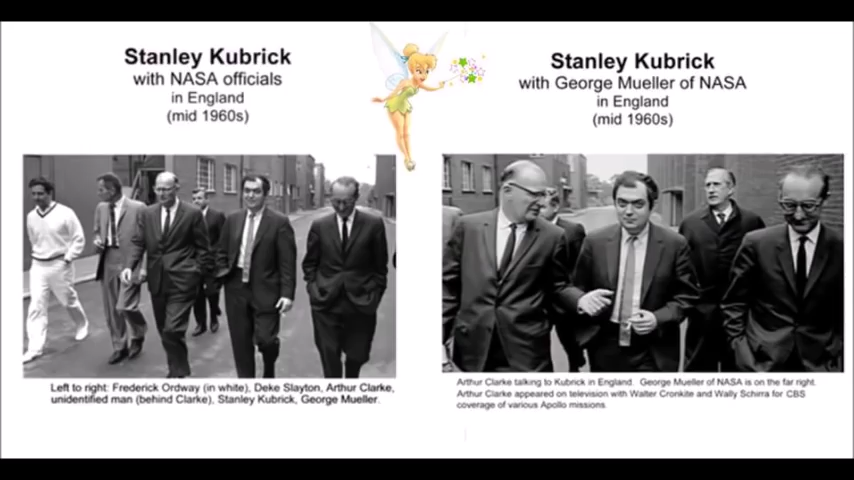 Stanley Kubrick
with NASA officials
in England
(mid 1960s)
Left to right: Frederick Ordway (in white), Deke Slayton, Arthur Clarke,
unidentified man (behind Clarke), Stanley Kubrick, George Mueller.
Stanley Kubrick
with George Mueller of NASA
in England
(mid 1960s)
Arthur Clarke talking to Kubrick in England. George Mueller of NASA is on the far right.
Arthur Clarke appeared on television with Walter Cronkite and Wally Schirra for CBS
coverage of various Apollo missions.